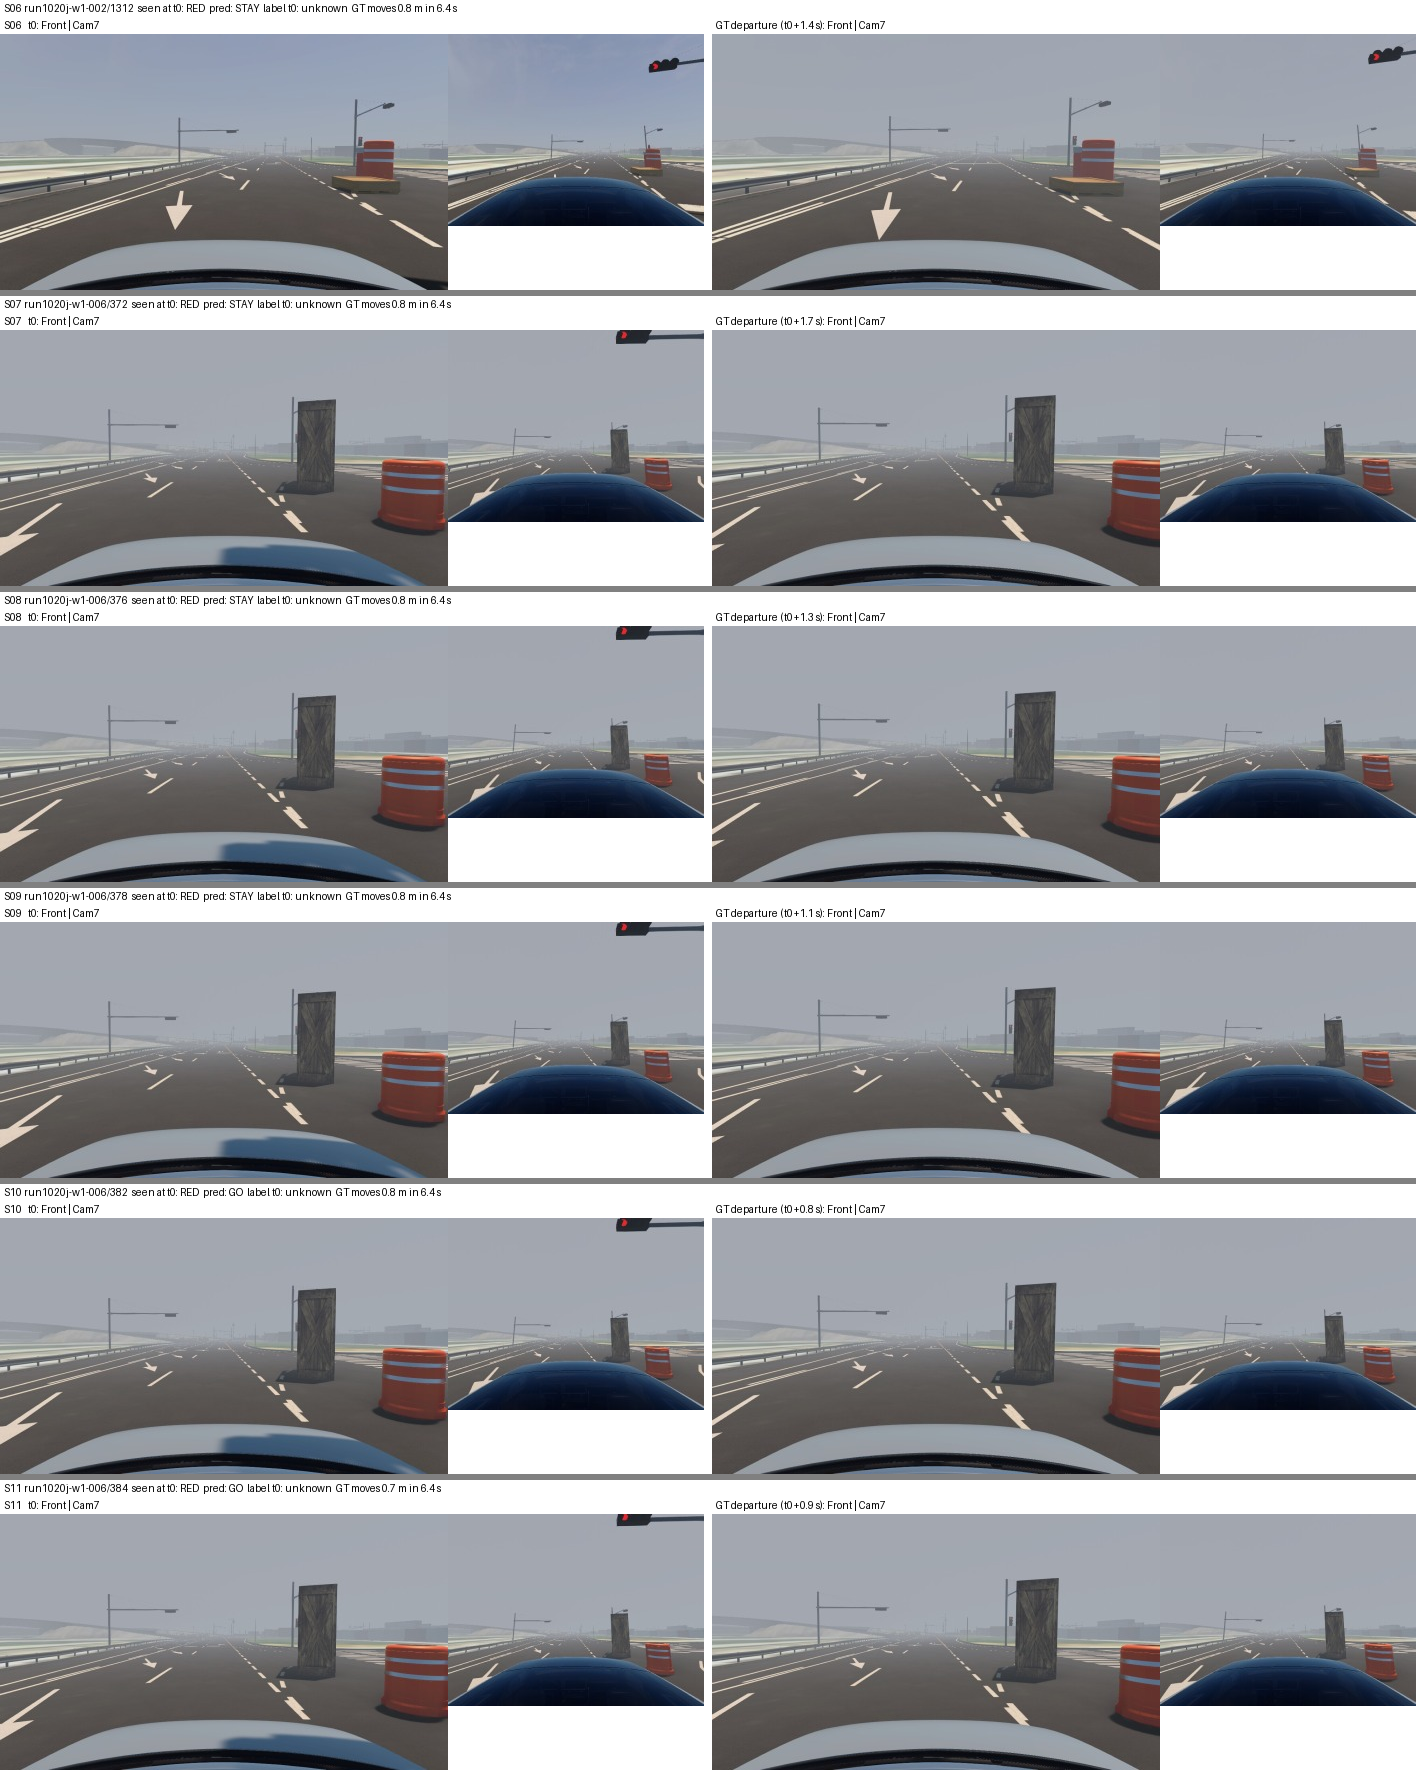 S06 run1020j-w1-002/1312 seen at t0: RED pred: STAY label t0: unknown GT moves 0.8 m in 6.4 s
S06 t0: Front | Cam7
GT departure (t0+1.4 s): Front | Cam7
S07 run1020j-w1-006/372 seen at t0: RED pred: STAY label t0: unknown GT moves 0.8 m in 6.4 s
S07 t0: Front | Cam7
GT departure (t0+1.7 s): Front | Cam7
S08 run1020j-w1-006/376 seen at t0: RED pred: STAY label t0: unknown GT moves 0.8 m in 6.4 s
S08 t0: Front | Cam7
GT departure (t0+1.3 s): Front | Cam7
S09 run1020j-w1-006/378 seen at t0: RED pred: STAY label t0: unknown GT moves 0.8 m in 6.4 s
S09 t0: Front | Cam7
GT departure (t0+1.1 s): Front | Cam7
S10 run1020j-w1-006/382 seen at t0: RED pred: GO label t0: unknown GT moves 0.8 m in 6.4 s
S10 t0: Front | Cam7
GT departure (t0+0.8 s): Front | Cam7
S11 run1020j-w1-006/384 seen at t0: RED pred: GO label t0: unknown GT moves 0.7 m in 6.4 s
S11 t0: Front | Cam7
GT departure (t0+0.9 s): Front | Cam7